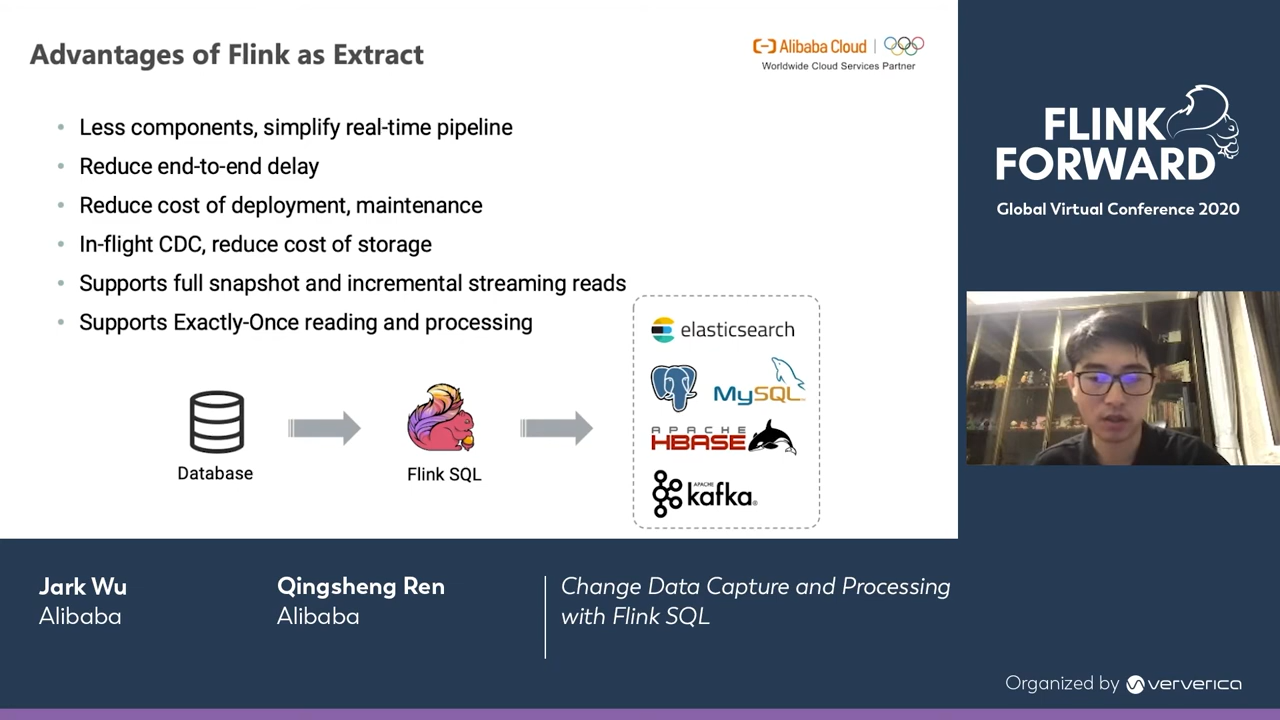 Advantages of Flink as Extract
Alibaba Cloud
Worldwide Cloud Services Partner
• Less components, simplify real-time pipeline
• Reduce end-to-end delay
• Reduce cost of deployment, maintenance
• In-flight CDC, reduce cost of storage
• Supports full snapshot and incremental streaming reads
• Supports Exactly-Once reading and processing
Database
Flink SQL
elasticsearch
MySQL
APACHE
HBASE
APACHE
kafka®
FLINK
FORWARD
Global Virtual Conference 2020
Jark Wu
Alibaba
Qingsheng Ren
Alibaba
Change Data Capture and Processing
with Flink SQL
Organized by ververica